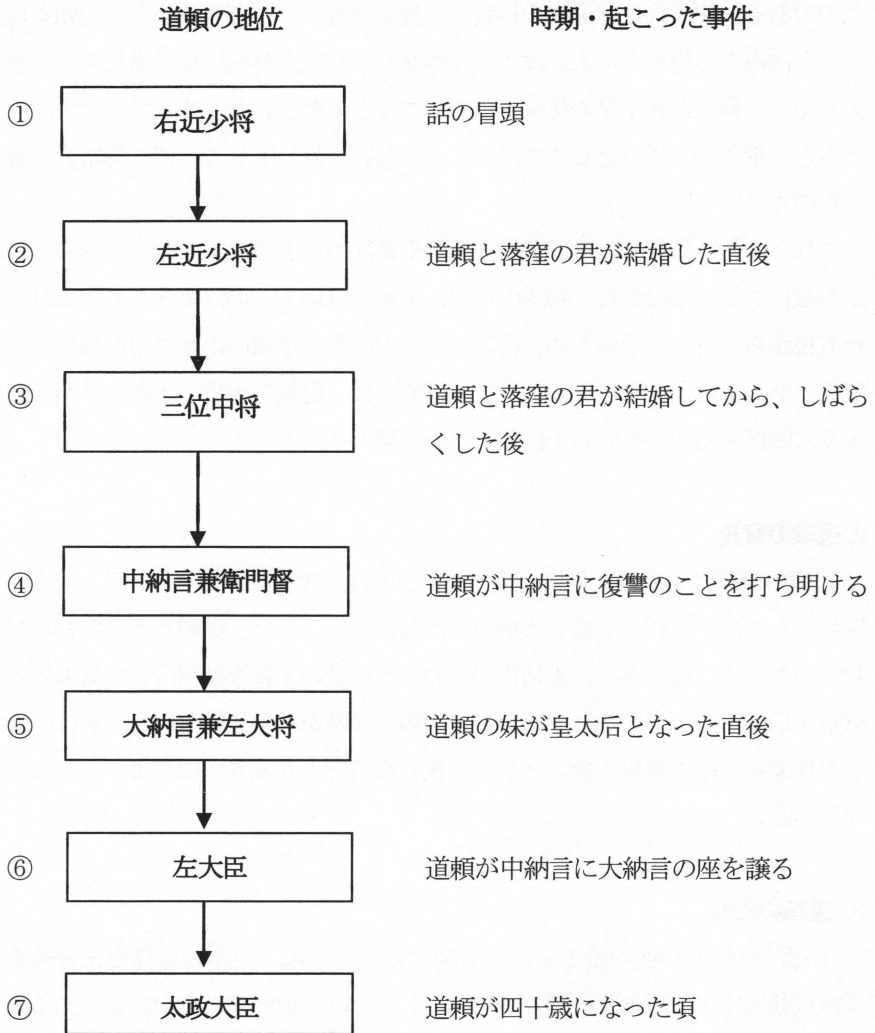 道頼の地位 時期・起こった事件
① 右近少将 話の冒頭
② 左近少将 道頼と落窪の君が結婚した直後
③ 三位中将 道頼と落窪の君が結婚してから、しばら
くした後
④ 中納言兼衛門督 道頼が中納言に復讐のことを打ち明ける
⑤ 大納言兼左大将 道頼の妹が皇太后となった直後
⑥ 左大臣 道頼が中納言に大納言の座を譲る
⑦ 太政大臣 道頼が四十歳になった頃